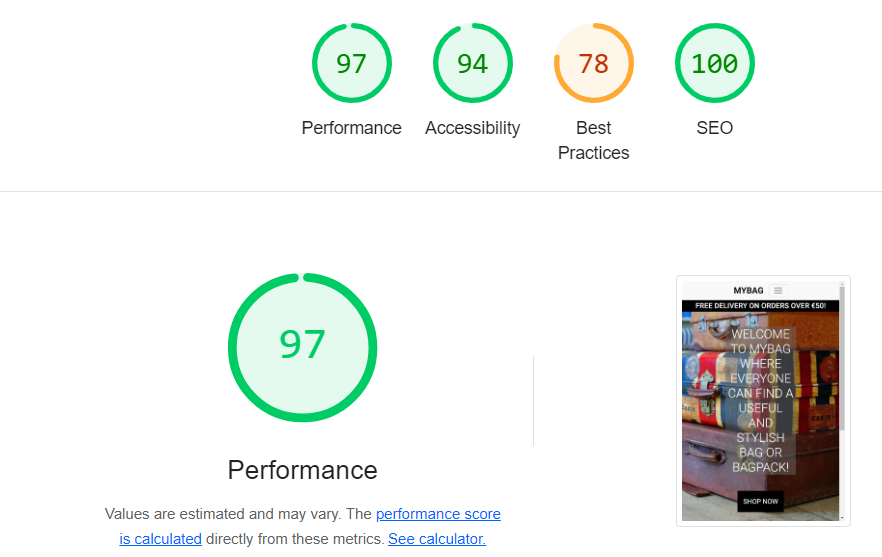 97
94
78
100
Performance
Accessibility
Best
Practices
SEO
97
Performance
Values are estimated and may vary. The performance score
is calculated directly from these metrics. See calculator.
MYBAG
FREE DELIVERY ON ORDERS OVER €50!
WELCOME
TO MYBAG
WHERE
EVERYONE
CAN FIND A
USEFUL
AND
STYLISH
BAG OR
BAGPACK!
SHOP NOW